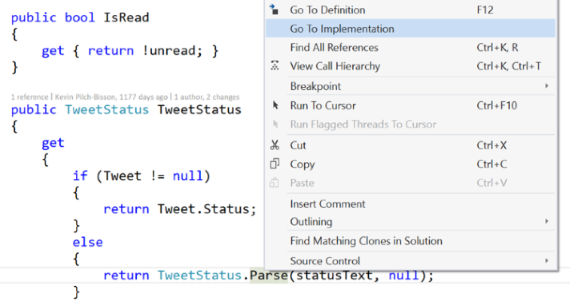 public bool IsRead
{
get { return !unread; }
}
1 reference | Kevin Pilch-Bisson, 1177 days ago | 1 author, 2 changes
public TweetStatus TweetStatus
{
get
{
if (Tweet != null)
{
return Tweet.Status;
}
else
{
return TweetStatus.Parse(statusText, null);
}
Go To Definition F12
Go To Implementation
Find All References Ctrl+K, R
View Call Hierarchy Ctrl+K, Ctrl+T
Breakpoint
Run To Cursor Ctrl+F10
Run Flagged Threads To Cursor
Cut Ctrl+X
Copy Ctrl+C
Paste Ctrl+V
Insert Comment
Outlining
Find Matching Clones in Solution
Source Control